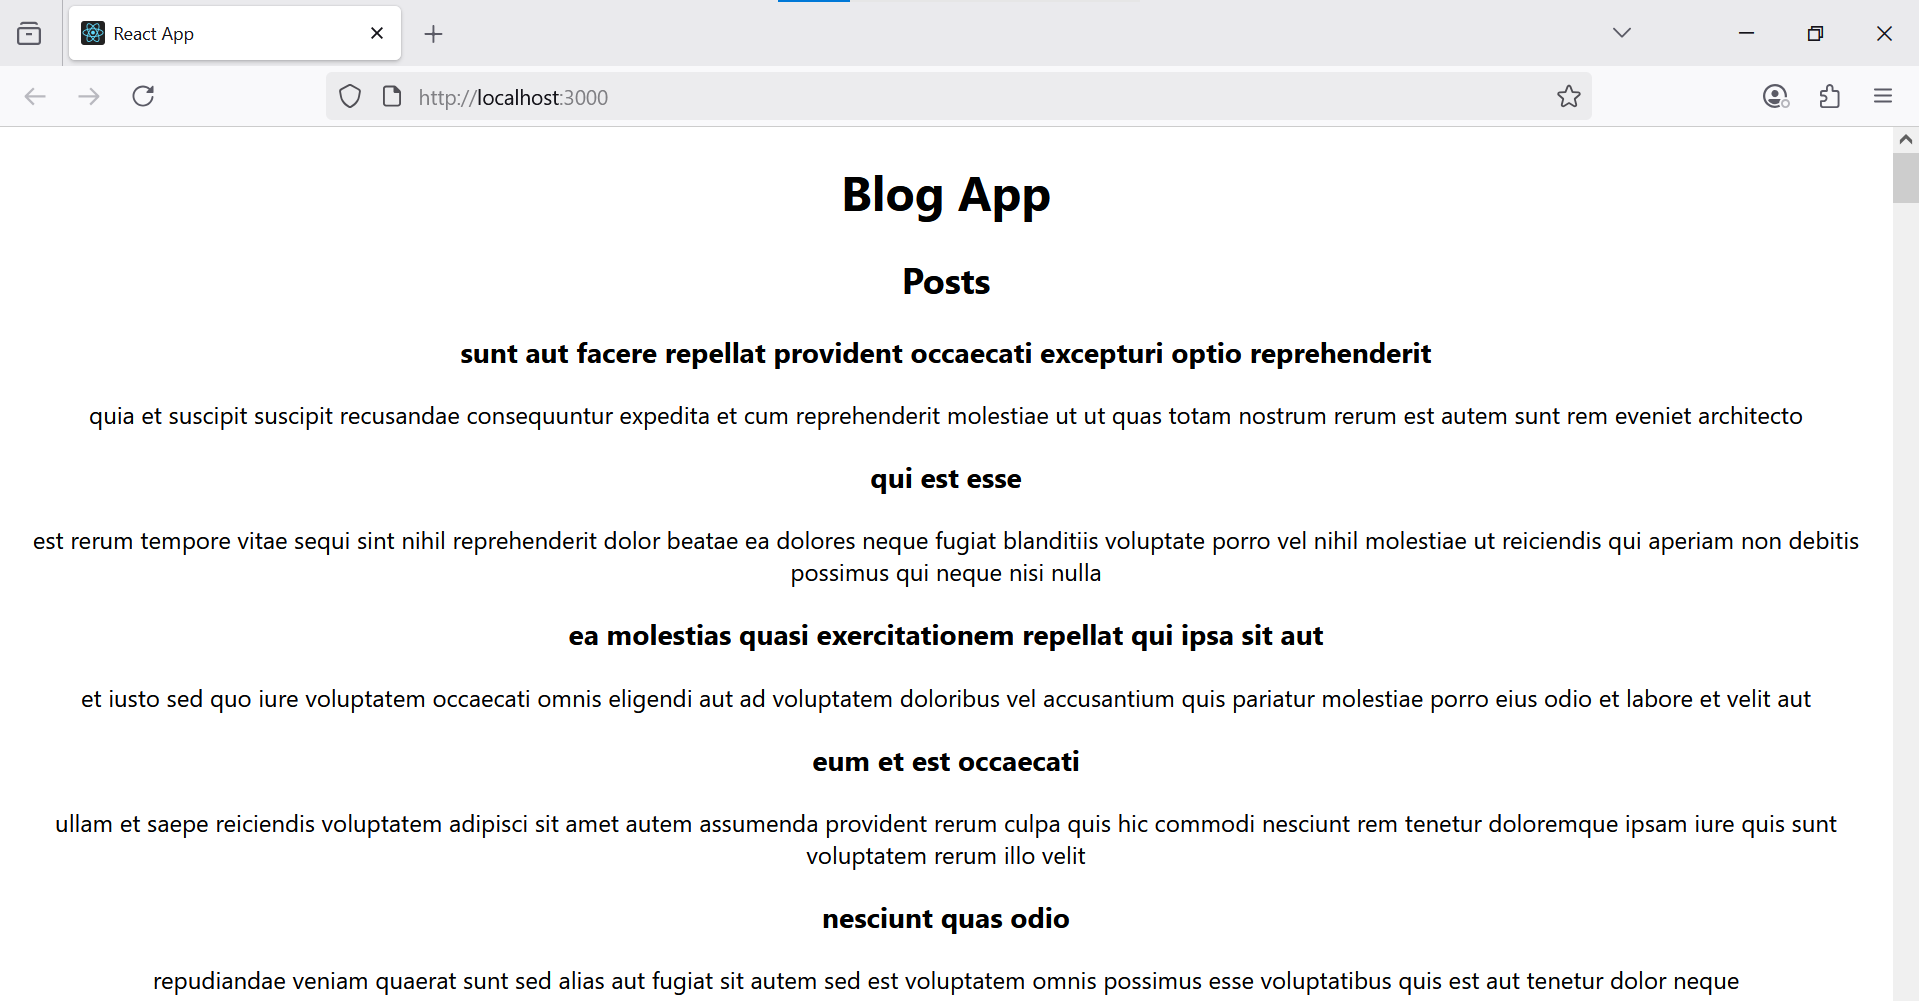 React App
http://localhost:3000
Blog App
Posts
sunt aut facere repellat provident occaecati excepturi optio reprehenderit
quia et suscipit suscipit recusandae consequuntur expedita et cum reprehenderit molestiae ut ut quas totam nostrum rerum est autem sunt rem eveniet architecto
qui est esse
est rerum tempore vitae sequi sint nihil reprehenderit dolor beatae ea dolores neque fugiat blanditiis voluptate porro vel nihil molestiae ut reiciendis qui aperiam non debitis
possimus qui neque nisi nulla
ea molestias quasi exercitationem repellat qui ipsa sit aut
et iusto sed quo iure voluptatem occaecati omnis eligendi aut ad voluptatem doloribus vel accusantium quis pariatur molestiae porro eius odio et labore et velit aut
eum et est occaecati
ullam et saepe reiciendis voluptatem adipisci sit amet autem assumenda provident rerum culpa quis hic commodi nesciunt rem tenetur doloremque ipsam iure quis sunt
voluptatem rerum illo velit
nesciunt quas odio
repudiandae veniam quaerat sunt sed alias aut fugiat sit autem sed est voluptatem omnis possimus esse voluptatibus quis est aut tenetur dolor neque